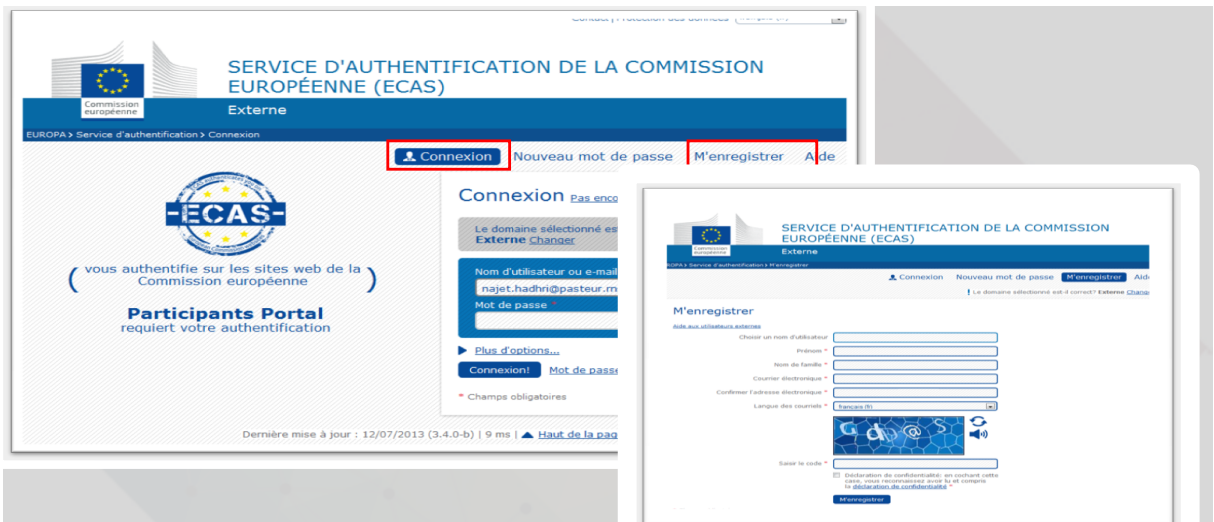 Contact | Protection des données français (fr)
SERVICE D'AUTHENTIFICATION DE LA COMMISSION
EUROPÉENNE (ECAS)
Commission
européenne
Externe
EUROPA > Service d'authentification > Connexion
Connexion Nouveau mot de passe M'enregistrer Aide
-ECAS-
( vous authentifie sur les sites web de la )
Commission européenne
Participants Portal
requiert votre authentification
Connexion Pas enco
Le domaine sélectionné es
Externe Changer
Nom d'utilisateur ou e-mail
najet.hadhri@pasteur.rn
Mot de passe *
Plus d'options...
Connexion! Mot de passe
* Champs obligatoires
Dernière mise à jour : 12/07/2013 (3.4.0-b) | 9 ms | Haut de la pag
SERVICE D'AUTHENTIFICATION DE LA COMMISSION
EUROPÉENNE (ECAS)
Commission
européenne
Externe
ROPA > Service d'authentification > M'enregistrer
Connexion Nouveau mot de passe M'enregistrer Aide
! Le domaine sélectionné est-il correct? Externe Change
M'enregistrer
Aide aux utilisateurs externes
Choisir un nom d'utilisateur
Prénom *
Nom de famille *
Courrier électronique *
Confirmer l'adresse électronique *
Langue des courriels * français (fr)
G d p @ S
Saisir le code *
Déclaration de confidentialité: en cochant cette
case, vous reconnaissez avoir lu et compris
la déclaration de confidentialité *
M'enregistrer